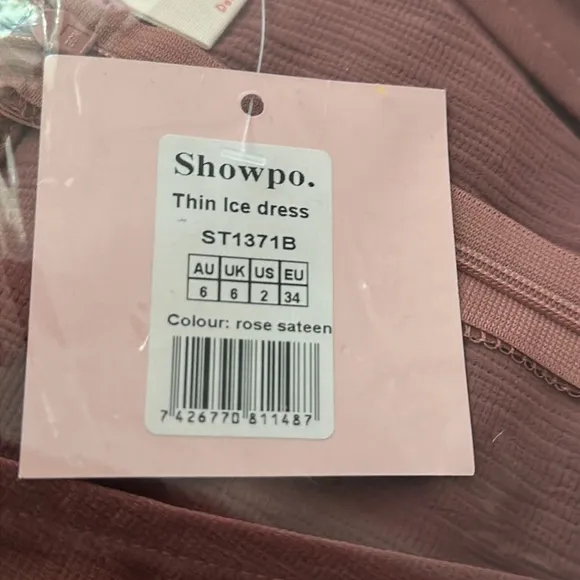 Showpo.
Thin Ice dress
ST1371B
AU UK US EU
6 6 2 34
Colour: rose sateen
7 426770 811487